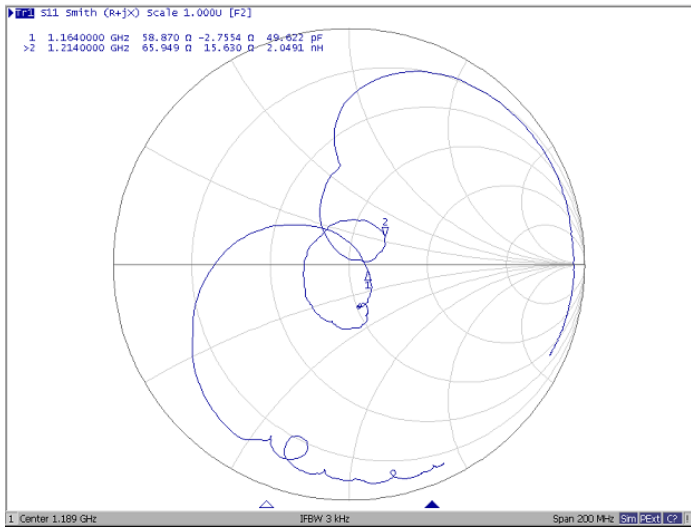 Tr1 S11 Smith (R+jX) Scale 1.000U [F2]
1 1.1640000 GHz 58.870 Ω -2.7554 Ω 49.622 pF
>2 1.2140000 GHz 65.949 Ω 15.630 Ω 2.0491 nH
2
1
1 Center 1.189 GHz IFBW 3 kHz Span 200 MHz Sim PExt C? !